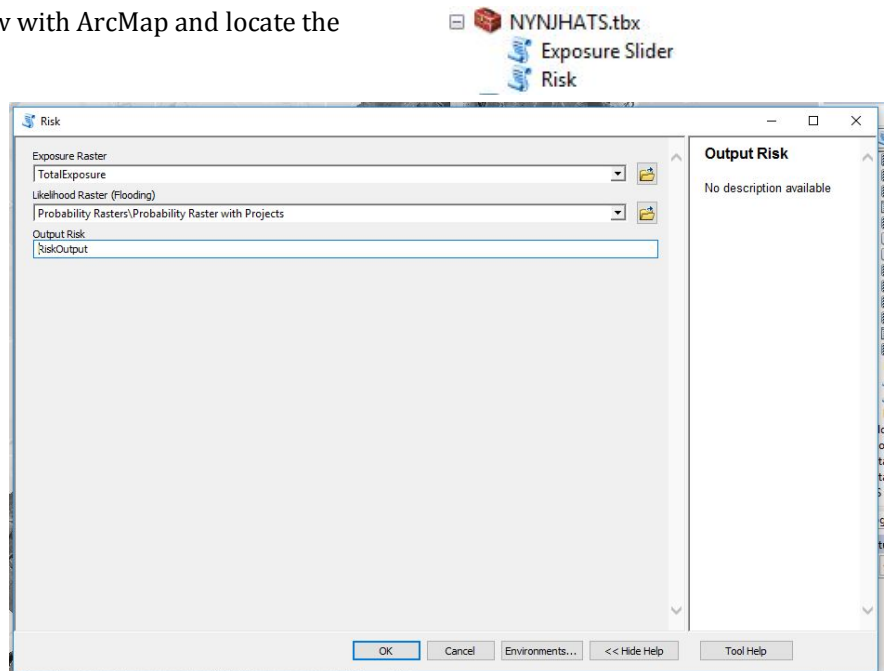 with ArcMap and locate the
NYNJHATS.tbx
Exposure Slider
Risk
Risk
Exposure Raster
TotalExposure
Likelihood Raster (Flooding)
Probability Rasters\Probability Raster with Projects
Output Risk
RiskOutput
Output Risk
No description available
OK Cancel Environments... << Hide Help Tool Help